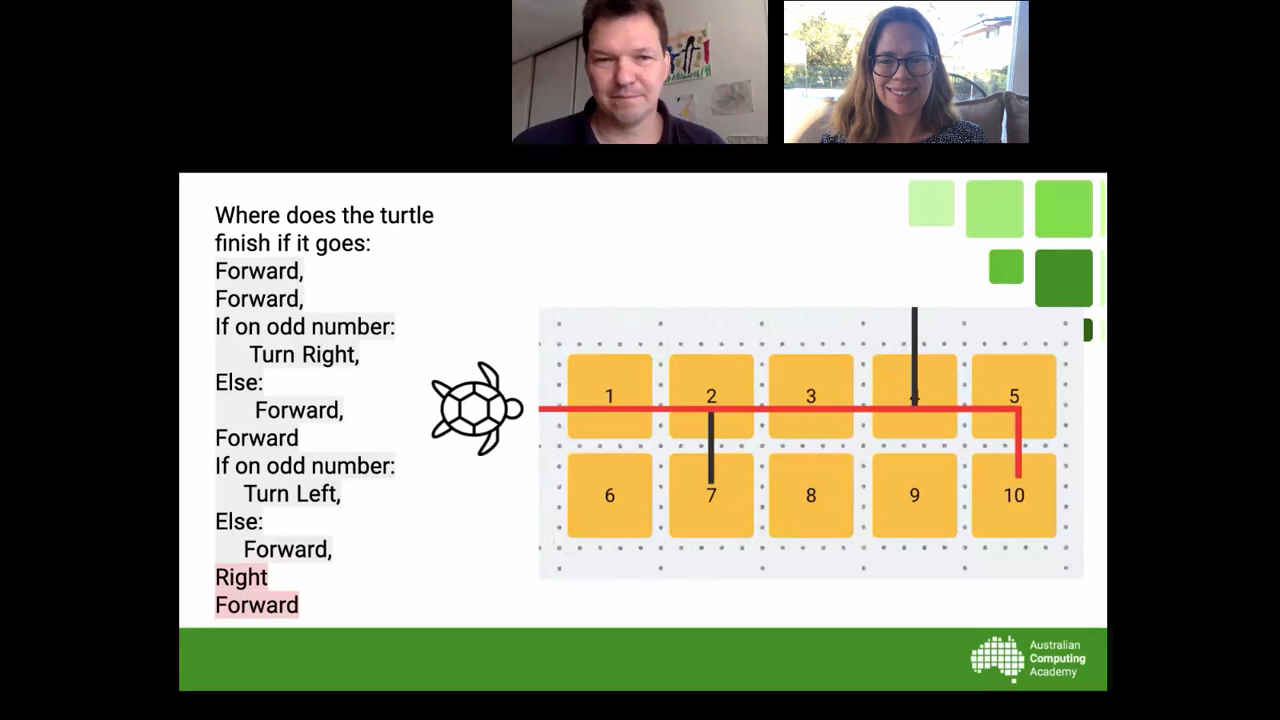 Where does the turtle
finish if it goes:
Forward,
Forward,
If on odd number:
Turn Right,
Else:
Forward,
Forward
If on odd number:
Turn Left,
Else:
Forward,
Right
Forward
1 2 3 4 5
6 7 8 9 10
Australian
Computing
Academy